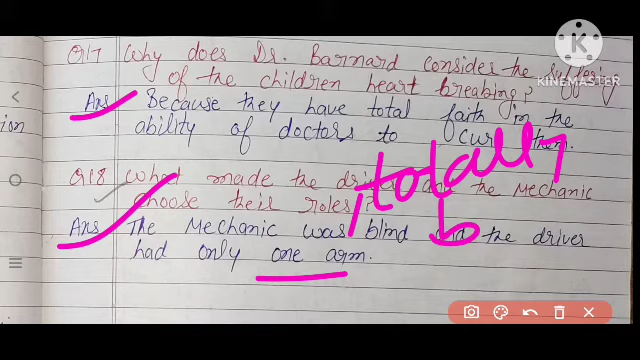 Q17 Why does Dr. Barnard consider the
of the children heart breaking?
KINEMASTER
Ans Because they have total faith in the
ion
ability of doctors to cure them.
totally
Q18 What made the driver and the Mechanic
choose their roles?
b
Ans The Mechanic was blind and the driver
had only one arm.